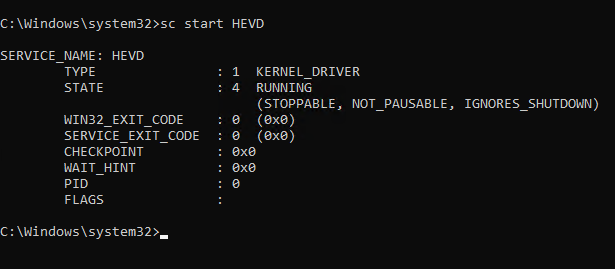 C:\Windows\system32>sc start HEVD
SERVICE_NAME: HEVD
TYPE : 1 KERNEL_DRIVER
STATE : 4 RUNNING
(STOPPABLE, NOT_PAUSABLE, IGNORES_SHUTDOWN)
WIN32_EXIT_CODE : 0 (0x0)
SERVICE_EXIT_CODE : 0 (0x0)
CHECKPOINT : 0x0
WAIT_HINT : 0x0
PID : 0
FLAGS :
C:\Windows\system32>